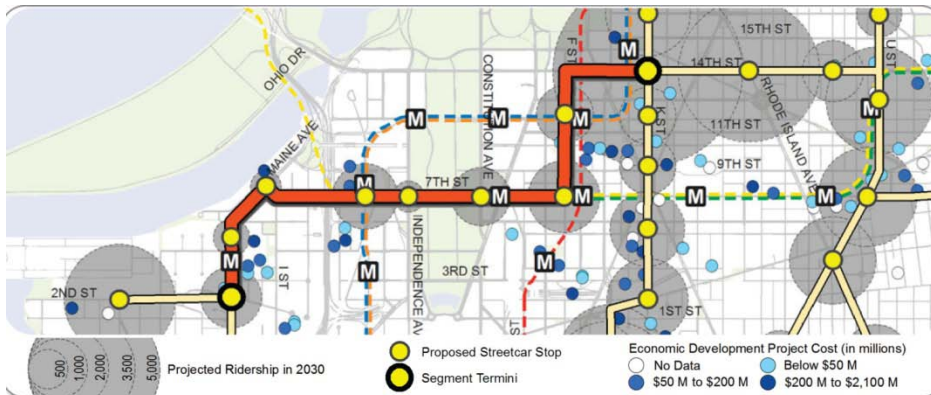 15TH ST
U ST
F ST
M
OHIO DR
14TH ST
CONSTITUTION AVE
M
M
M
M
RHODE ISLAND AVE
K ST
11TH ST
MAINE AVE
9TH ST
M
7TH ST
M
M
M
M
INDEPENDENCE AV
M
M
3RD ST
M
I ST
2ND ST
1ST ST
ST
500
1,000
2,000
3,500
5,000
Projected Ridership in 2030
Proposed Streetcar Stop
Segment Termini
Economic Development Project Cost (in millions)
No Data
Below $50 M
$50 M to $200 M
$200 M to $2,100 M